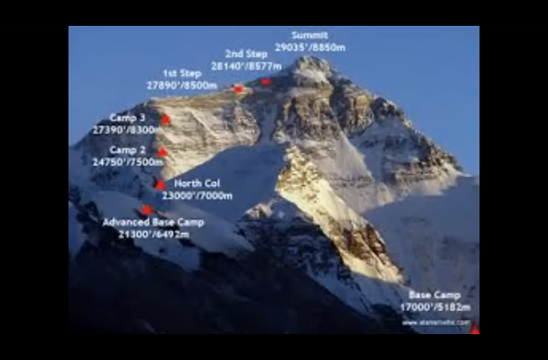 Summit
29035'/8850m
2nd Step
28140'/8577m
1st Step
27890'/8500m
Camp 3
27390'/8300m
Camp 2
24750'/7500m
North Col
23000'/7000m
Advanced Base Camp
21300'/6492m
Base Camp
17000'/5182m